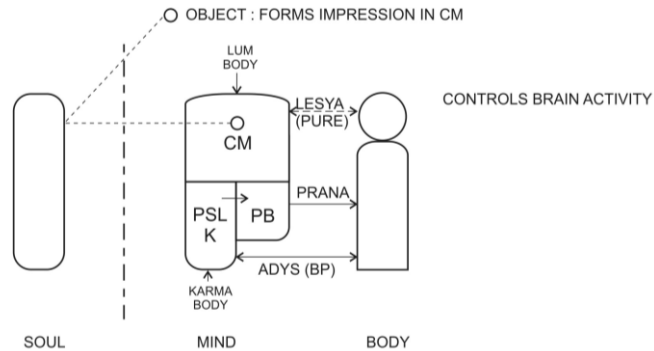 OBJECT : FORMS IMPRESSION IN CM
LUM
BODY
LESYA
(PURE)
CONTROLS BRAIN ACTIVITY
CM
PRANA
PSL
K
PB
ADYS (BP)
KARMA
BODY
SOUL
MIND
BODY